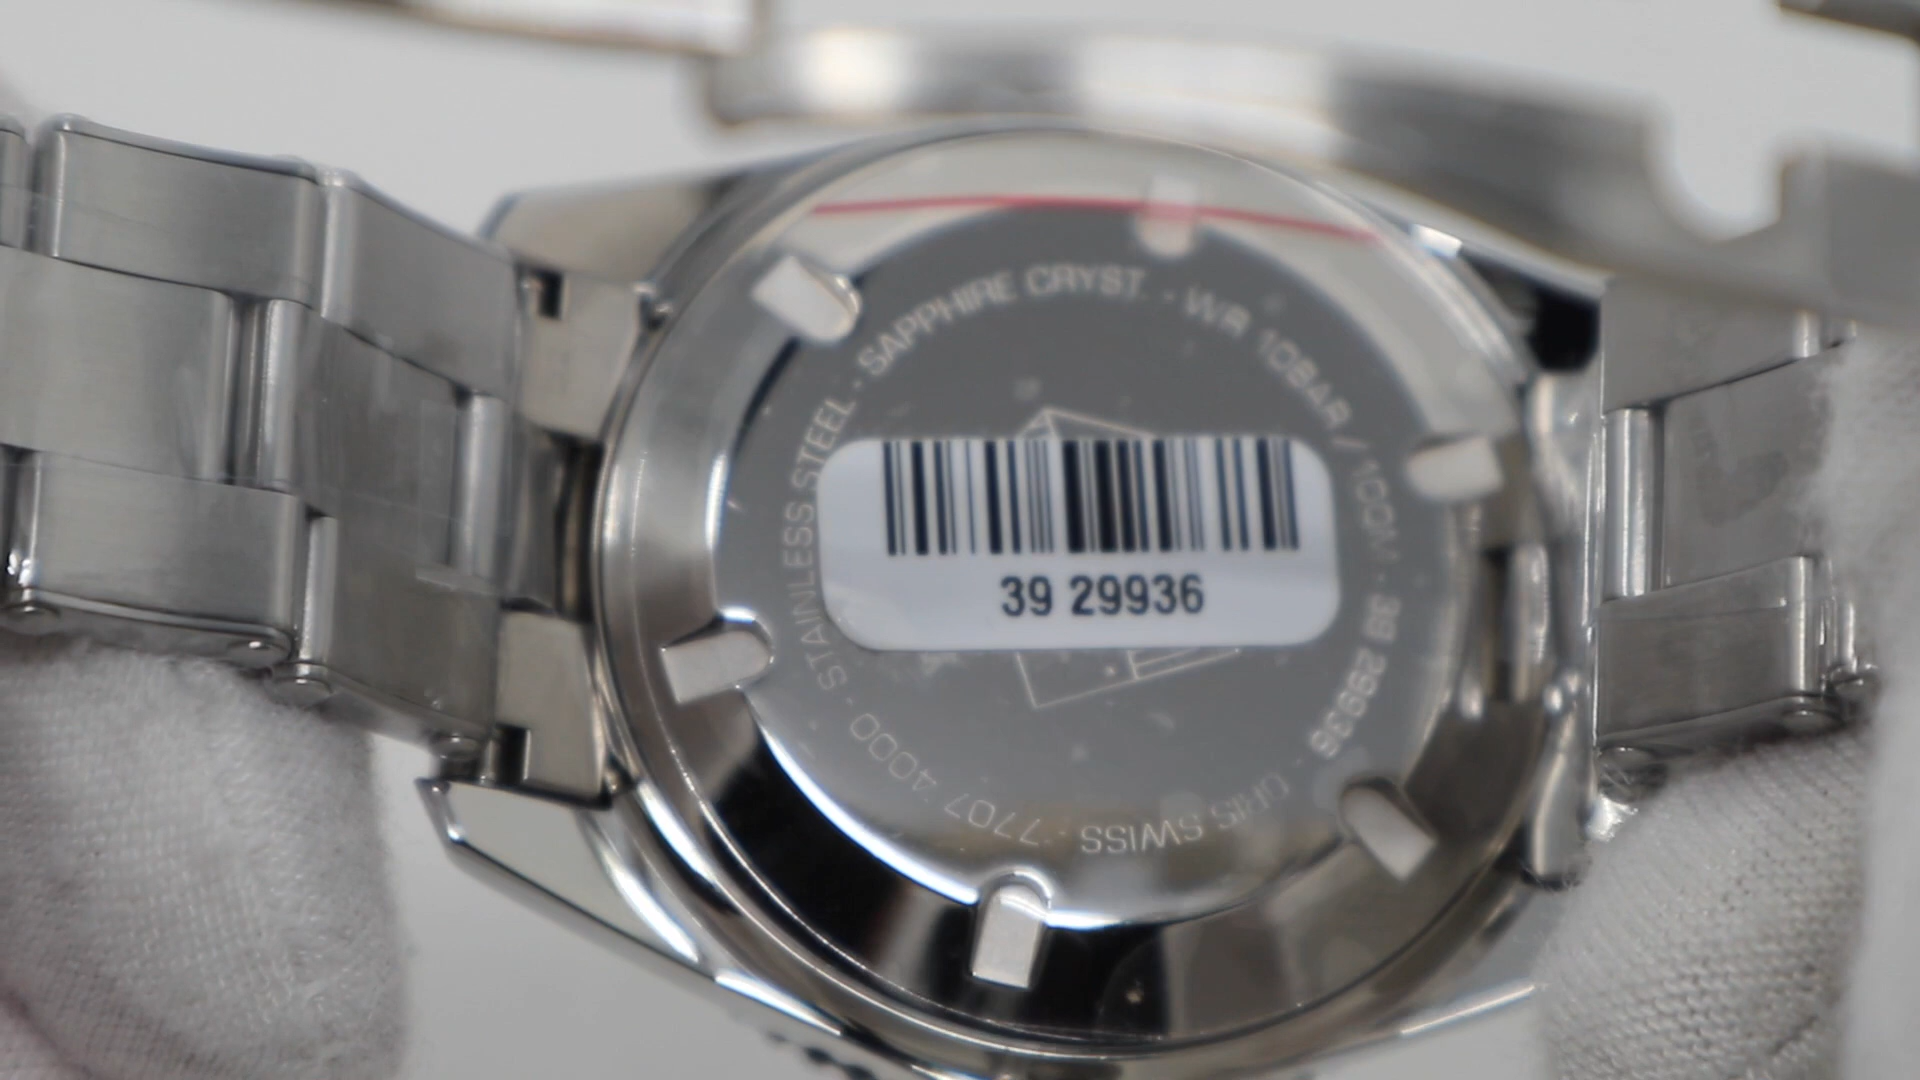 STAINLESS STEEL · SAPPHIRE CRYST. · WR 10BAR / 100M · 39 29936 · ORIS SWISS · 7707 4000 ·
39 29936